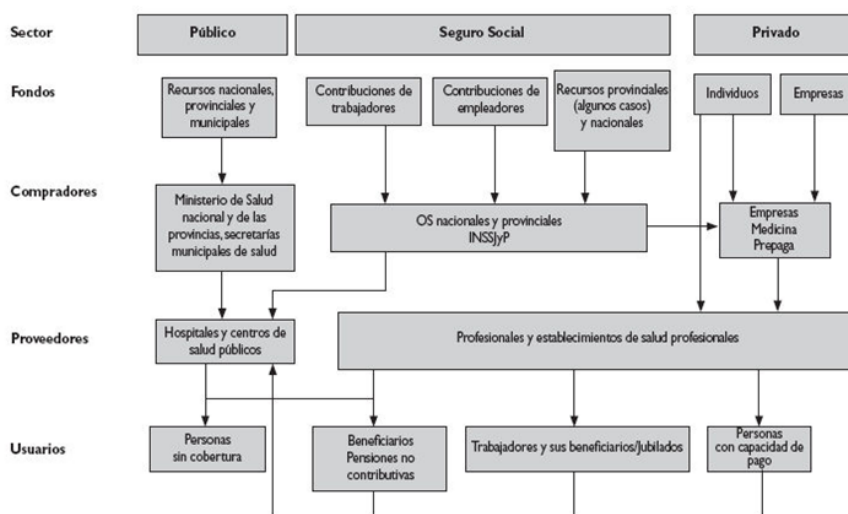 Sector
Público
Seguro Social
Privado
Fondos
Recursos nacionales,
provinciales y
municipales
Contribuciones de
trabajadores
Contribuciones de
empleadores
Recursos provinciales
(algunos casos)
y nacionales
Individuos
Empresas
Compradores
Ministerio de Salud
nacional y de las
provincias, secretarías
municipales de salud
OS nacionales y provinciales
INSSJyP
Empresas
Medicina
Prepaga
Proveedores
Hospitales y centros de
salud públicos
Profesionales y establecimientos de salud profesionales
Usuarios
Personas
sin cobertura
Beneficiarios
Pensiones no
contributivas
Trabajadores y sus beneficiarios/Jubilados
Personas
con capacidad de
pago